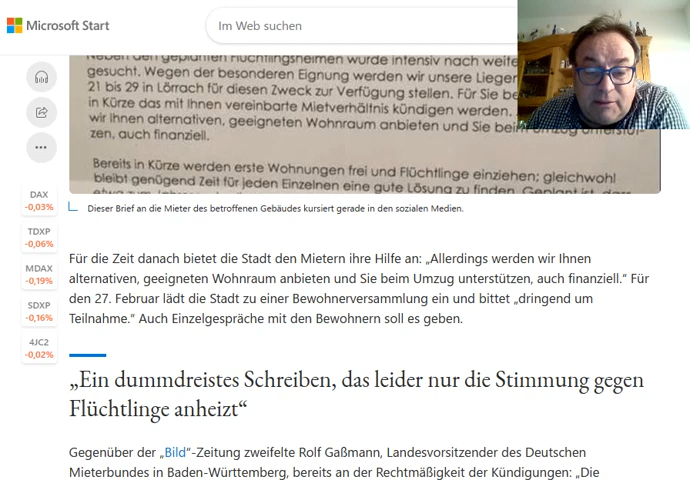 Microsoft Start
Im Web suchen
Neben den geplanten Flüchtlingsheimen wurde intensiv nach weite
gesucht. Wegen der besonderen Eignung werden wir unsere Lieger
21 bis 29 in Lörrach für diesen Zweck zur Verfügung stellen. Für Sie be
in Kürze das mit Ihnen vereinbarte Mietverhältnis kündigen werden.
wir Ihnen alternativen, geeigneten Wohnraum anbieten und Sie beim Umzug unterstüt-
zen, auch finanziell.
Bereits in Kürze werden erste Wohnungen frei und Flüchtlinge einziehen; gleichwohl
bleibt genügend Zeit für jeden Einzelnen eine gute Lösung zu finden. Geplant ist, dass
DAX
-0,03%
TDXP
-0,06%
MDAX
-0,19%
SDXP
-0,16%
4JC2
-0,02%
Dieser Brief an die Mieter des betroffenen Gebäudes kursiert gerade in den sozialen Medien.
Für die Zeit danach bietet die Stadt den Mietern ihre Hilfe an: „Allerdings werden wir Ihnen
alternativen, geeigneten Wohnraum anbieten und Sie beim Umzug unterstützen, auch finanziell.“ Für
den 27. Februar lädt die Stadt zu einer Bewohnerversammlung ein und bittet „dringend um
Teilnahme.“ Auch Einzelgespräche mit den Bewohnern soll es geben.
„Ein dummdreistes Schreiben, das leider nur die Stimmung gegen
Flüchtlinge anheizt“
Gegenüber der „Bild“-Zeitung zweifelte Rolf Gaßmann, Landesvorsitzender des Deutschen
Mieterbundes in Baden-Württemberg, bereits an der Rechtmäßigkeit der Kündigungen: „Die